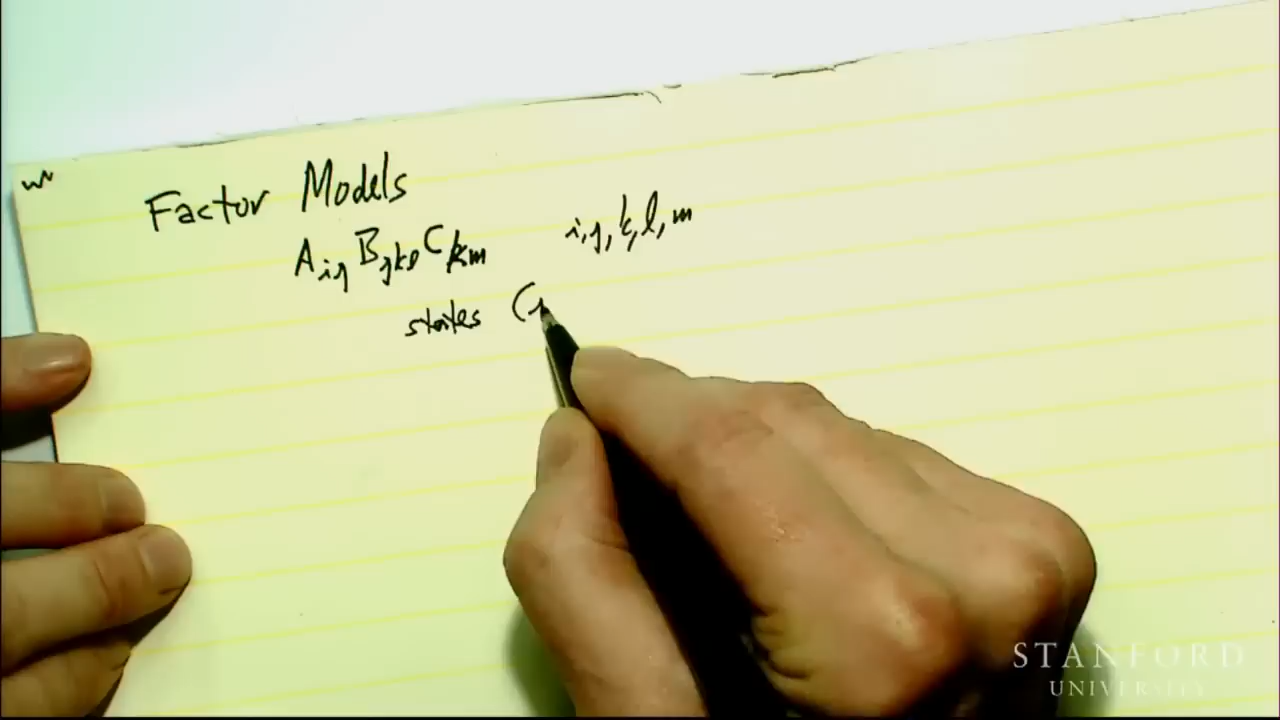 Factor Models
A_ij B_jkl C_km i,j,k,l,m
states (i
STANFORD
UNIVERSITY